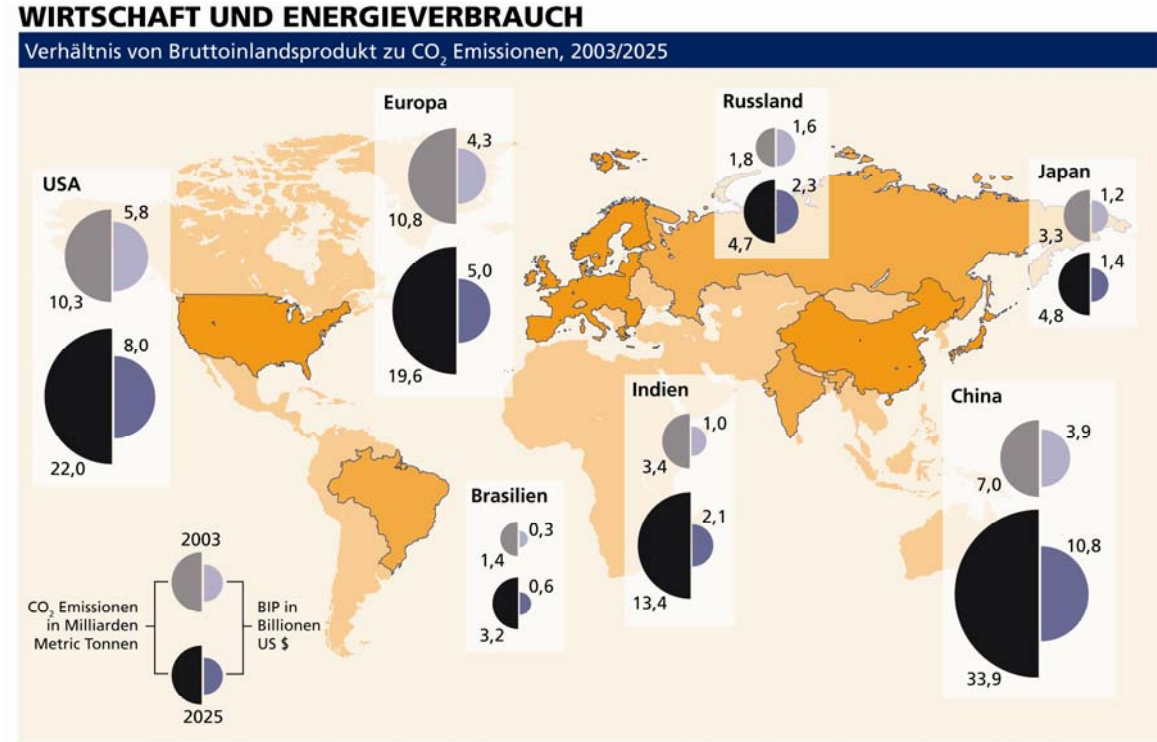 WIRTSCHAFT UND ENERGIEVERBRAUCH
Verhältnis von Bruttoinlandsprodukt zu CO₂ Emissionen, 2003/2025
USA
5,8
10,3
8,0
22,0
Europa
4,3
10,8
5,0
19,6
Russland
1,6
1,8
2,3
4,7
Japan
1,2
3,3
1,4
4,8
Indien
1,0
3,4
2,1
13,4
China
3,9
7,0
10,8
33,9
Brasilien
0,3
1,4
0,6
3,2
2003
CO₂ Emissionen
in Milliarden
Metric Tonnen
BIP in
Billionen
US $
2025